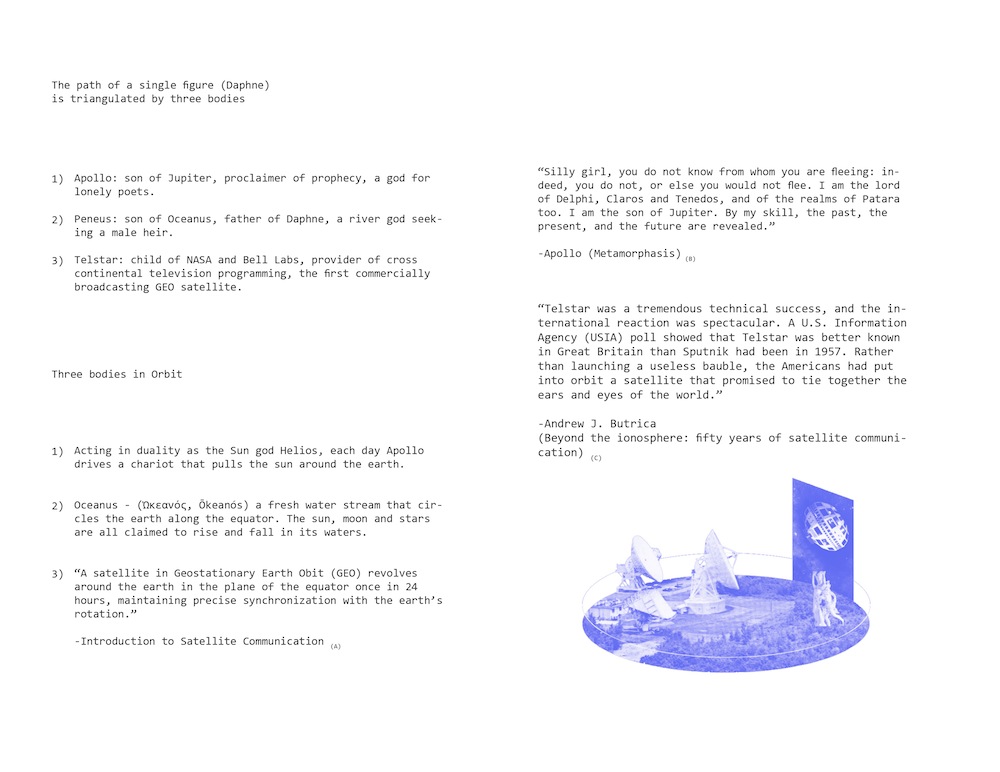 The path of a single figure (Daphne)
is triangulated by three bodies
1) Apollo: son of Jupiter, proclaimer of prophecy, a god for
lonely poets.
2) Peneus: son of Oceanus, father of Daphne, a river god seek-
ing a male heir.
3) Telstar: child of NASA and Bell Labs, provider of cross
continental television programming, the first commercially
broadcasting GEO satellite.
Three bodies in Orbit
1) Acting in duality as the Sun god Helios, each day Apollo
drives a chariot that pulls the sun around the earth.
2) Oceanus - (Ὠκεανός, Ōkeanós) a fresh water stream that cir-
cles the earth along the equator. The sun, moon and stars
are all claimed to rise and fall in its waters.
3) “A satellite in Geostationary Earth Obit (GEO) revolves
around the earth in the plane of the equator once in 24
hours, maintaining precise synchronization with the earth’s
rotation.”
-Introduction to Satellite Communication (A)
“Silly girl, you do not know from whom you are fleeing: in-
deed, you do not, or else you would not flee. I am the lord
of Delphi, Claros and Tenedos, and of the realms of Patara
too. I am the son of Jupiter. By my skill, the past, the
present, and the future are revealed.”
-Apollo (Metamorphasis) (B)
“Telstar was a tremendous technical success, and the in-
ternational reaction was spectacular. A U.S. Information
Agency (USIA) poll showed that Telstar was better known
in Great Britain than Sputnik had been in 1957. Rather
than launching a useless bauble, the Americans had put
into orbit a satellite that promised to tie together the
ears and eyes of the world.”
-Andrew J. Butrica
(Beyond the ionosphere: fifty years of satellite communi-
cation) (C)